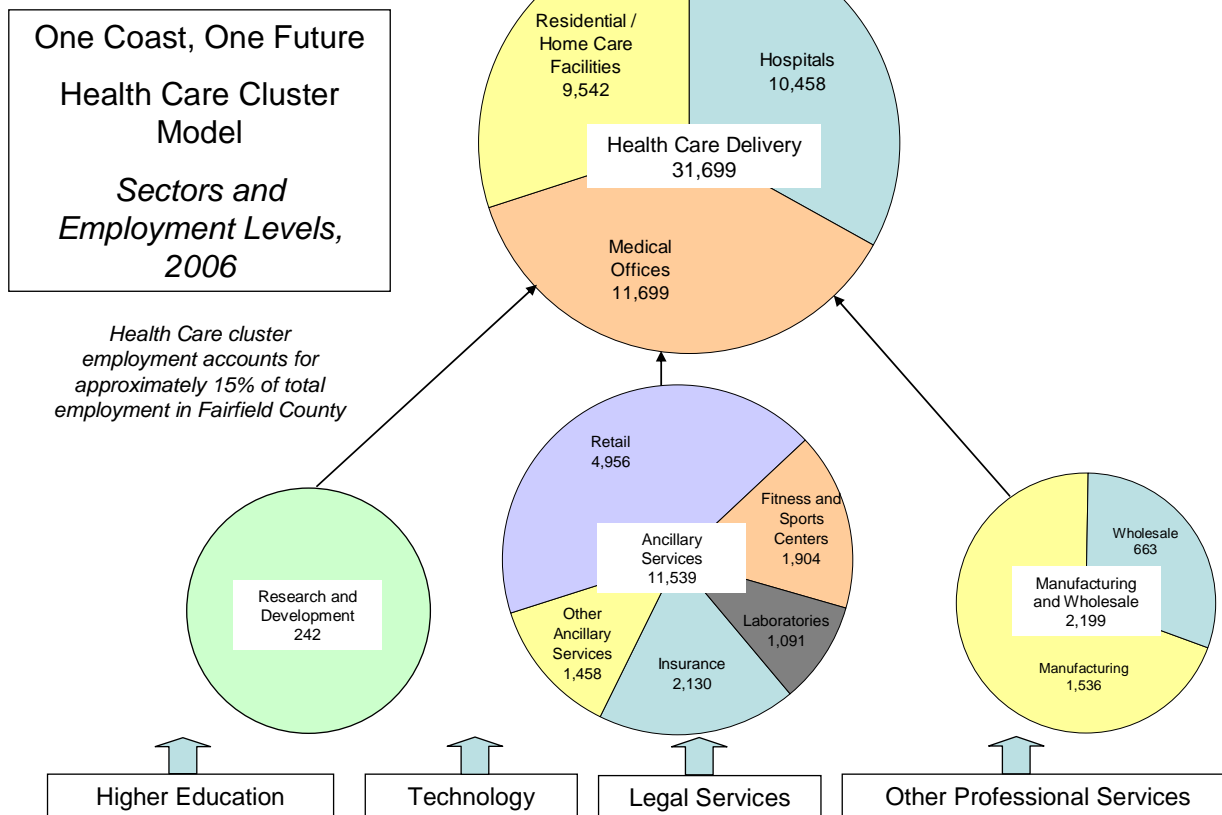 One Coast, One Future
Health Care Cluster
Model
Sectors and
Employment Levels,
2006
Health Care cluster
employment accounts for
approximately 15% of total
employment in Fairfield County
Residential /
Home Care
Facilities
9,542
Hospitals
10,458
Health Care Delivery
31,699
Medical
Offices
11,699
Retail
4,956
Fitness and
Sports
Centers
1,904
Ancillary
Services
11,539
Laboratories
1,091
Other
Ancillary
Services
1,458
Insurance
2,130
Research and
Development
242
Wholesale
663
Manufacturing
and Wholesale
2,199
Manufacturing
1,536
Higher Education
Technology
Legal Services
Other Professional Services